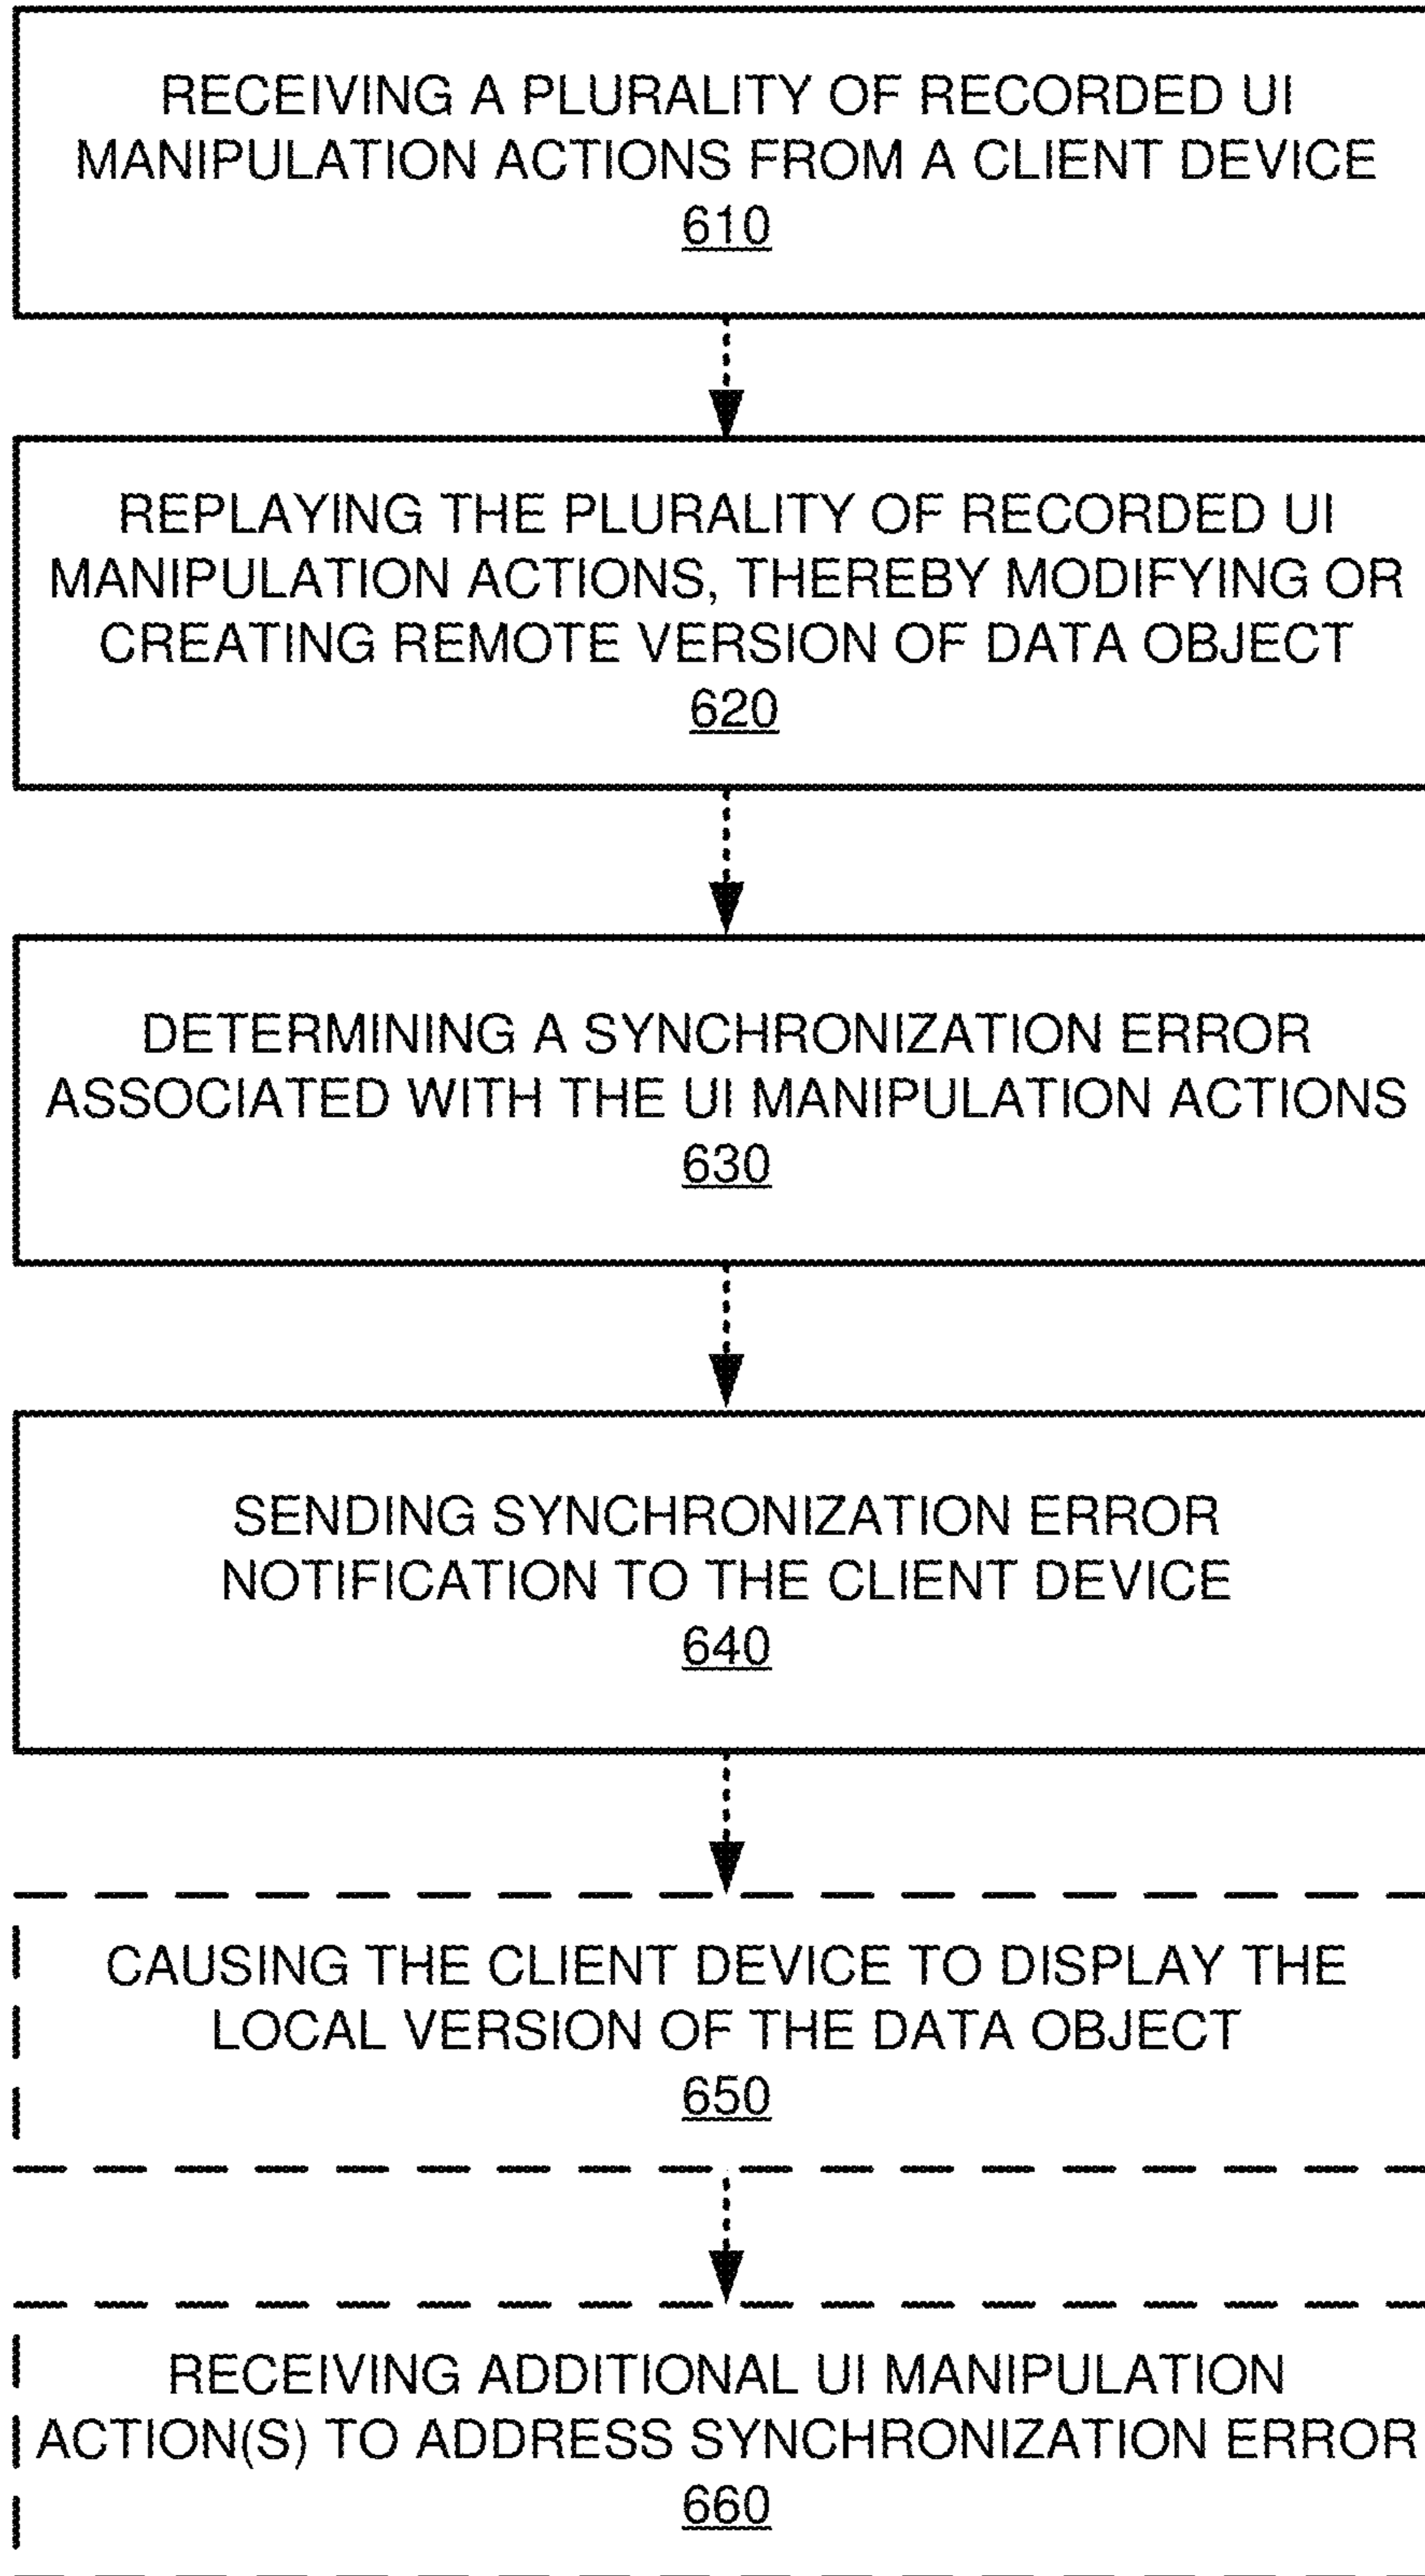 RECEIVING A PLURALITY OF RECORDED UI
MANIPULATION ACTIONS FROM A CLIENT DEVICE
610
REPLAYING THE PLURALITY OF RECORDED UI
MANIPULATION ACTIONS, THEREBY MODIFYING OR
CREATING REMOTE VERSION OF DATA OBJECT
620
DETERMINING A SYNCHRONIZATION ERROR
ASSOCIATED WITH THE UI MANIPULATION ACTIONS
630
SENDING SYNCHRONIZATION ERROR
NOTIFICATION TO THE CLIENT DEVICE
640
CAUSING THE CLIENT DEVICE TO DISPLAY THE
LOCAL VERSION OF THE DATA OBJECT
650
RECEIVING ADDITIONAL UI MANIPULATION
ACTION(S) TO ADDRESS SYNCHRONIZATION ERROR
660